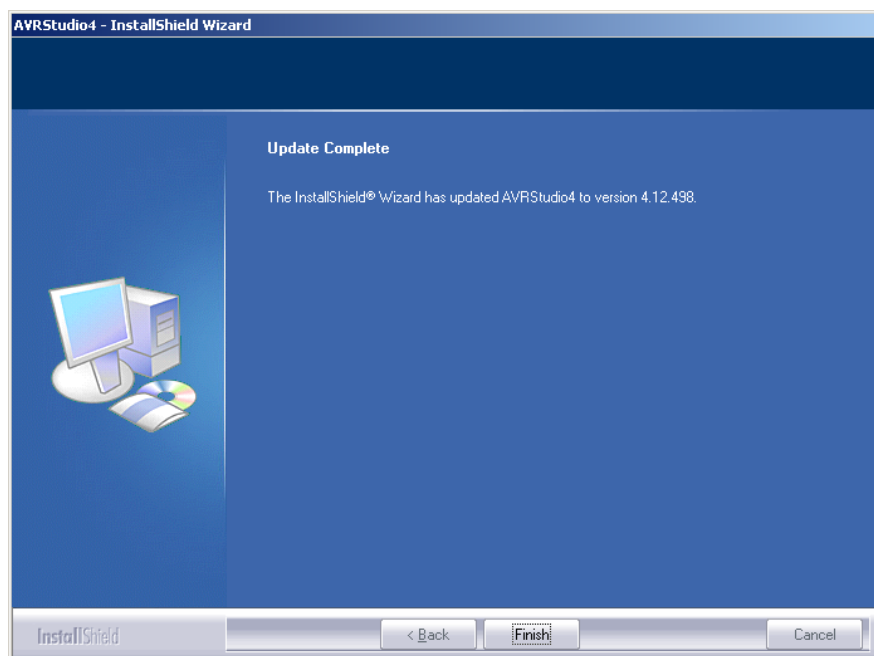 AVRStudio4 - InstallShield Wizard
Update Complete
The InstallShield® Wizard has updated AVRStudio4 to version 4.12.498.
InstallShield
< Back
Finish
Cancel